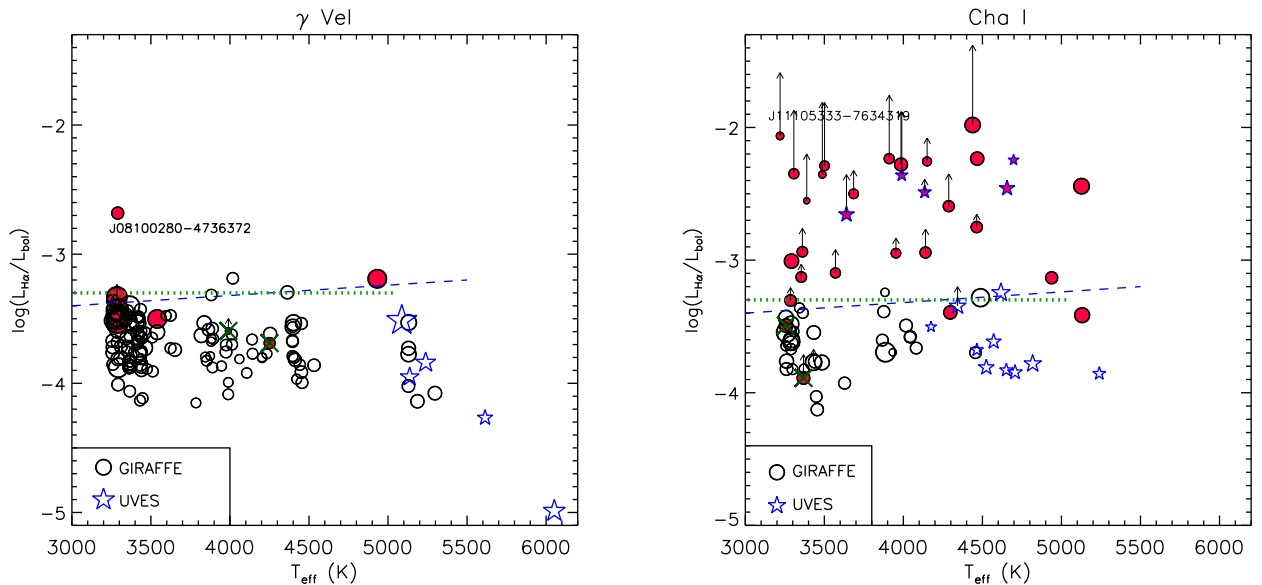 γ Vel
log(L_Hα/L_bol)
−2
−3
−4
−5
J08100280−4736372
GIRAFFE
UVES
3000 3500 4000 4500 5000 5500 6000
T_eff (K)
Cha I
log(L_Hα/L_bol)
−2
−3
−4
−5
J11105333−7634319
GIRAFFE
UVES
3000 3500 4000 4500 5000 5500 6000
T_eff (K)